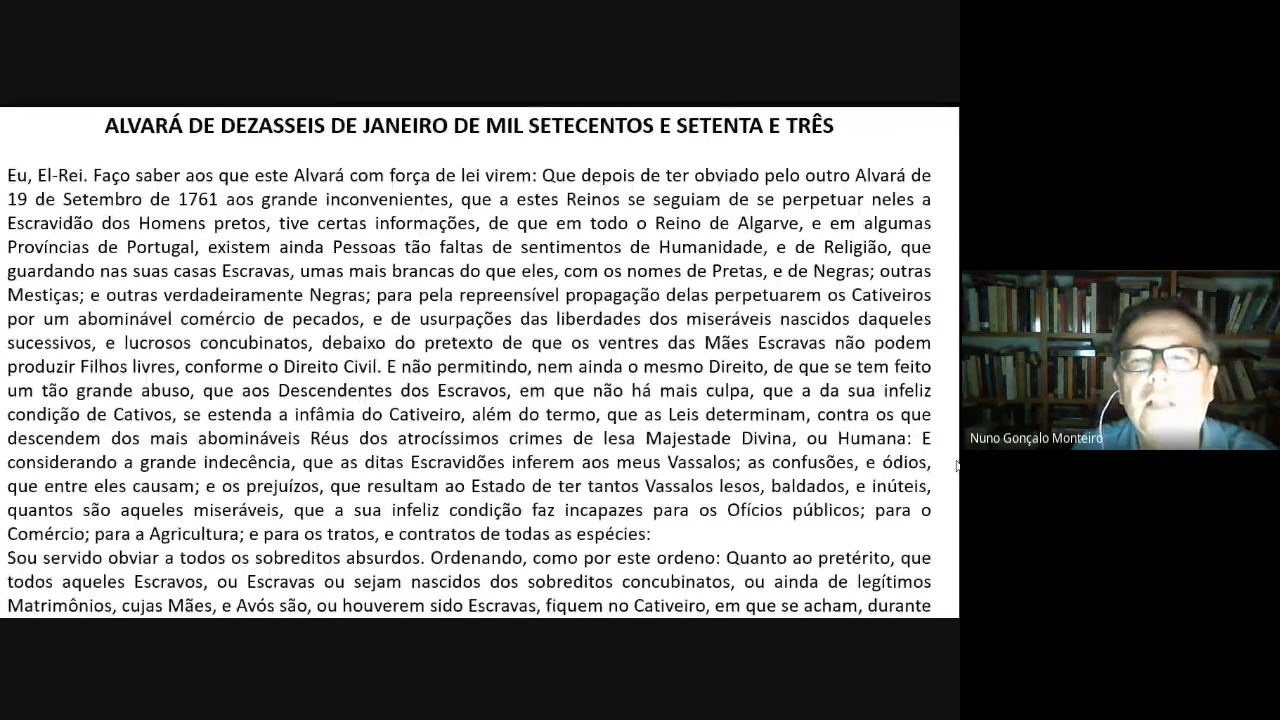 ALVARÁ DE DEZASSEIS DE JANEIRO DE MIL SETECENTOS E SETENTA E TRÊS
Eu, El-Rei. Faço saber aos que este Alvará com força de lei virem: Que depois de ter obviado pelo outro Alvará de
19 de Setembro de 1761 aos grande inconvenientes, que a estes Reinos se seguiam de se perpetuar neles a
Escravidão dos Homens pretos, tive certas informações, de que em todo o Reino de Algarve, e em algumas
Províncias de Portugal, existem ainda Pessoas tão faltas de sentimentos de Humanidade, e de Religião, que
guardando nas suas casas Escravas, umas mais brancas do que eles, com os nomes de Pretas, e de Negras; outras
Mestiças; e outras verdadeiramente Negras; para pela repreensível propagação delas perpetuarem os Cativeiros
por um abominável comércio de pecados, e de usurpações das liberdades dos miseráveis nascidos daqueles
sucessivos, e lucrosos concubinatos, debaixo do pretexto de que os ventres das Mães Escravas não podem
produzir Filhos livres, conforme o Direito Civil. E não permitindo, nem ainda o mesmo Direito, de que se tem feito
um tão grande abuso, que aos Descendentes dos Escravos, em que não há mais culpa, que a da sua infeliz
condição de Cativos, se estenda a infâmia do Cativeiro, além do termo, que as Leis determinam, contra os que
descendem dos mais abomináveis Réus dos atrocíssimos crimes de lesa Majestade Divina, ou Humana: E
considerando a grande indecência, que as ditas Escravidões inferem aos meus Vassalos; as confusões, e ódios,
que entre eles causam; e os prejuízos, que resultam ao Estado de ter tantos Vassalos lesos, baldados, e inúteis,
quantos são aqueles miseráveis, que a sua infeliz condição faz incapazes para os Ofícios públicos; para o
Comércio; para a Agricultura; e para os tratos, e contratos de todas as espécies:
Sou servido obviar a todos os sobreditos absurdos. Ordenando, como por este ordeno: Quanto ao pretérito, que
todos aqueles Escravos, ou Escravas ou sejam nascidos dos sobreditos concubinatos, ou ainda de legítimos
Matrimônios, cujas Mães, e Avós são, ou houverem sido Escravas, fiquem no Cativeiro, em que se acham, durante
Nuno Gonçalo Monteiro